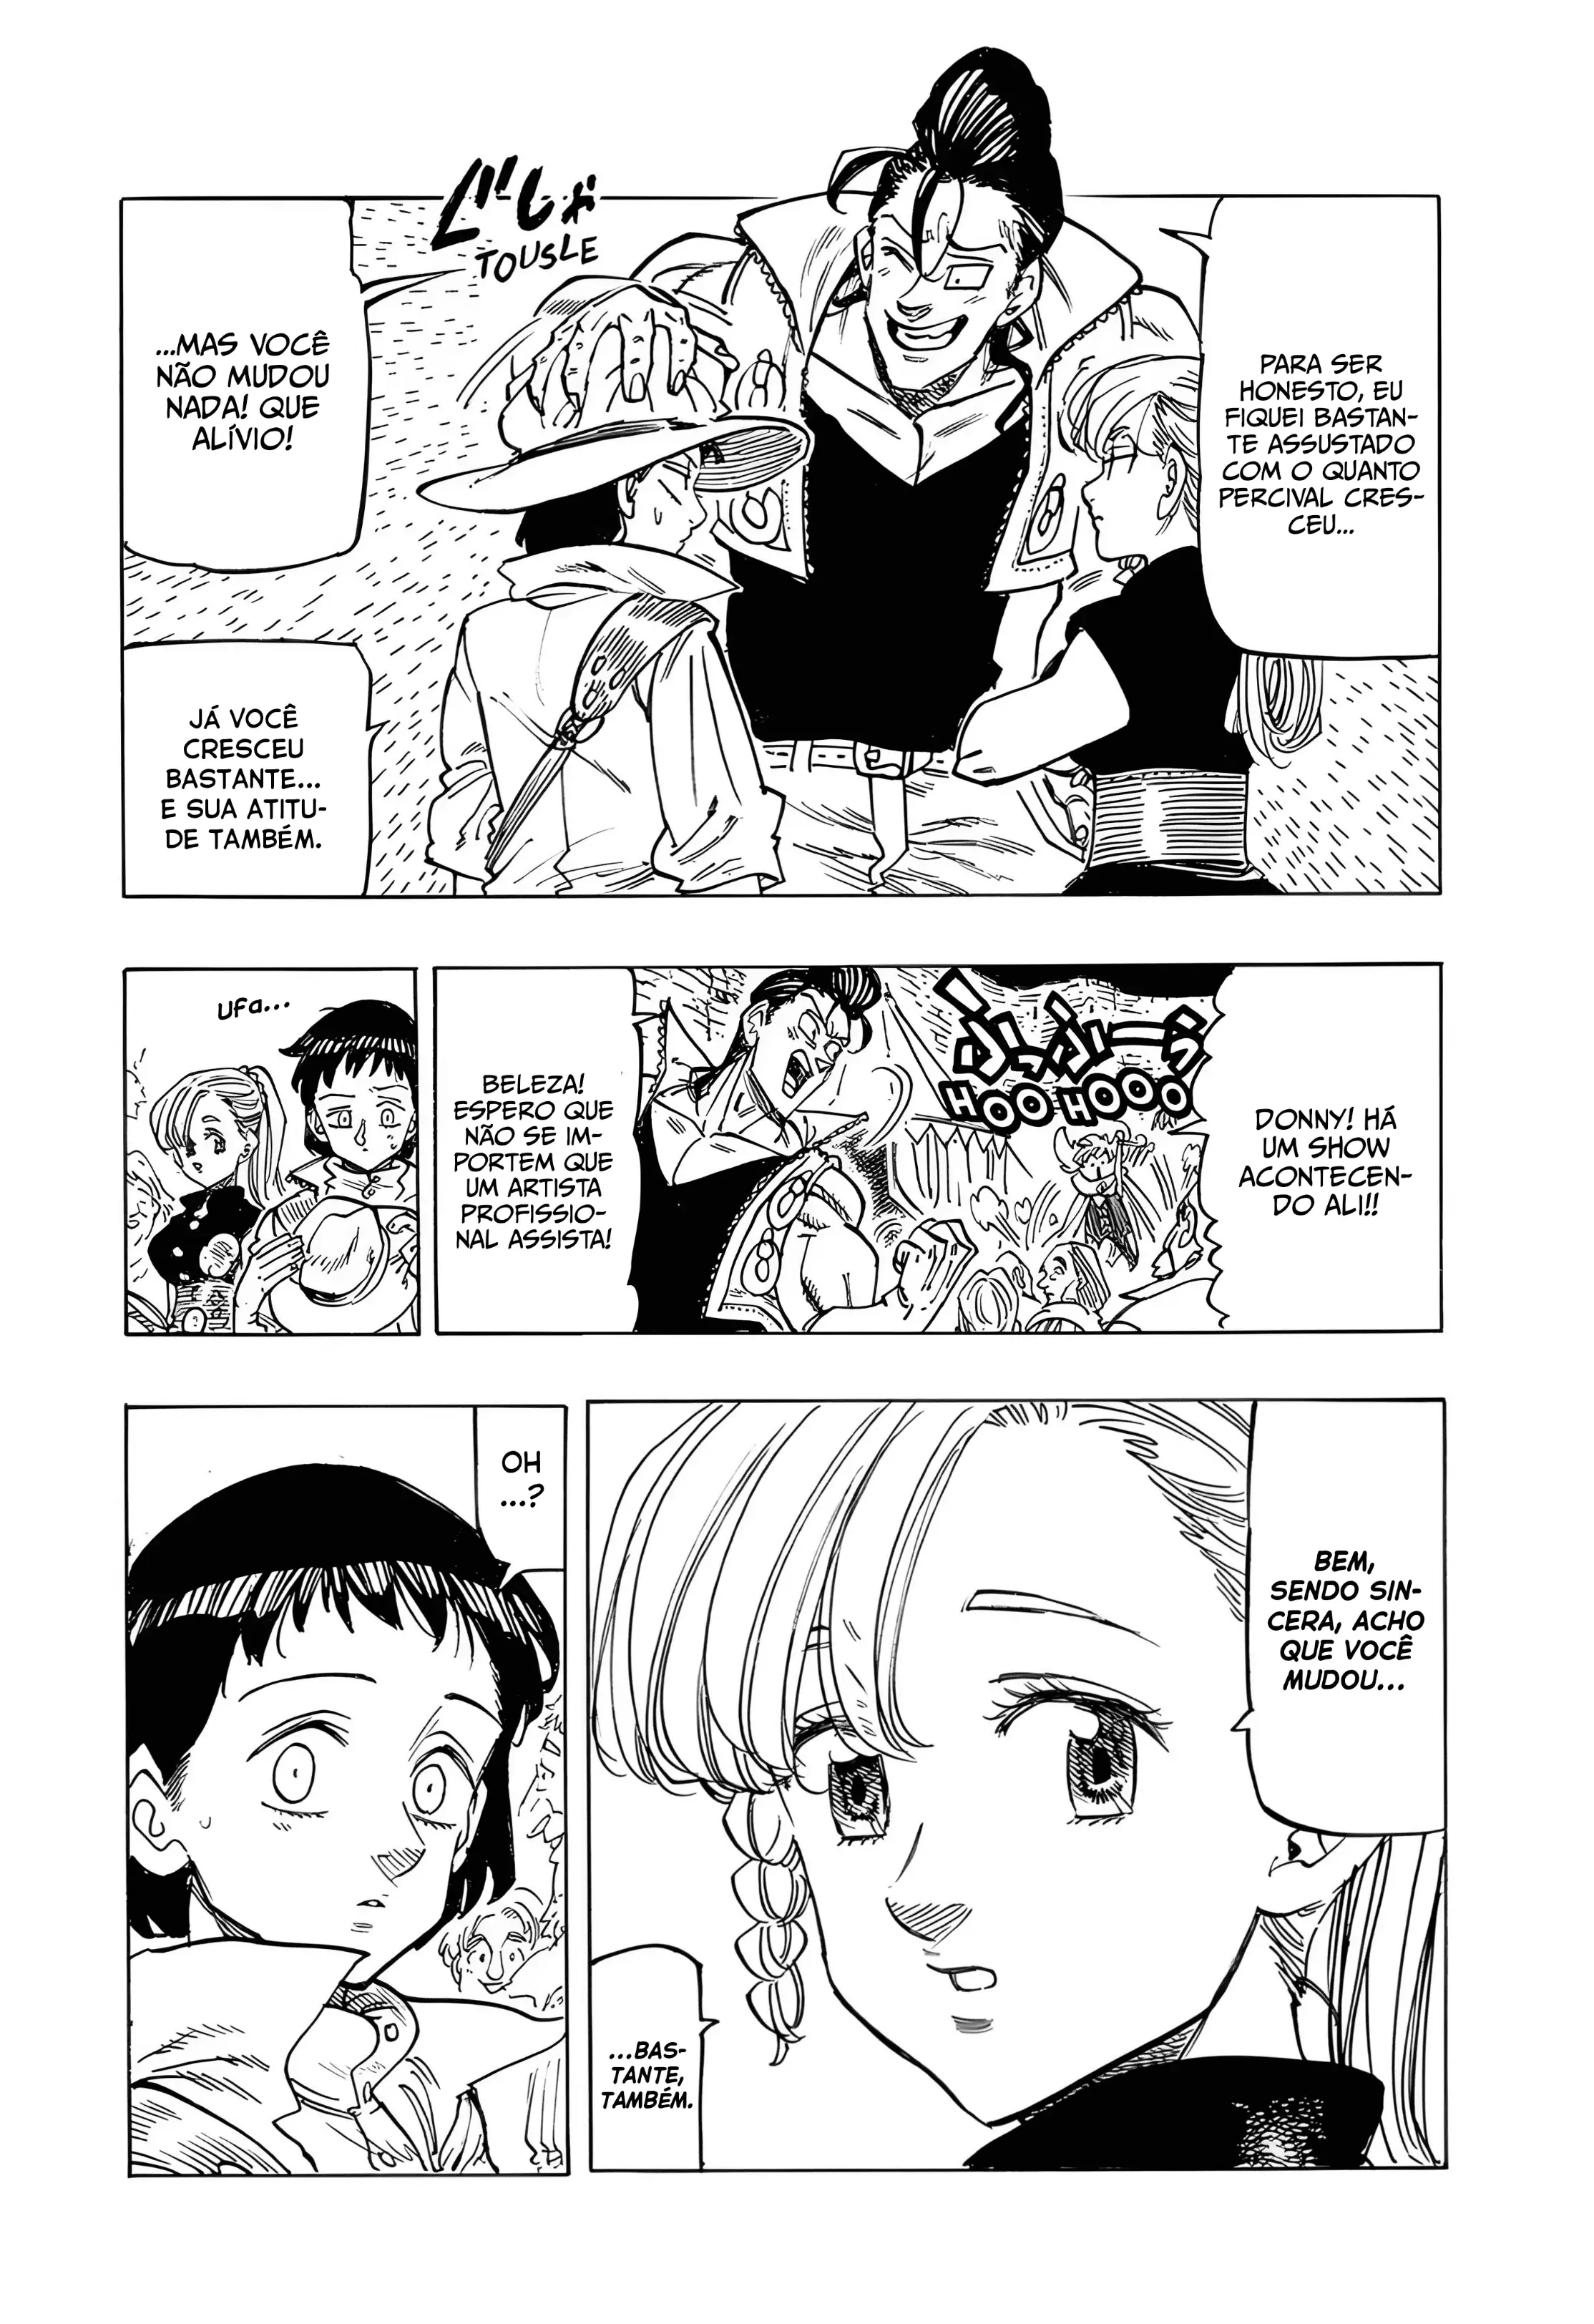 PARA SER
HONESTO, EU
FIQUEI BASTAN-
TE ASSUSTADO
COM O QUANTO
PERCIVAL CRES-
CEU...
ぐしゃ
TOUSLE
...MAS VOCÊ
NÃO MUDOU
NADA! QUE
ALÍVIO!
JÁ VOCÊ
CRESCEU
BASTANTE...
E SUA ATITU-
DE TAMBÉM.
DONNY! HÁ
UM SHOW
ACONTECEN-
DO ALI!!
HOO HOOO
BELEZA!
ESPERO QUE
NÃO SE IM-
PORTEM QUE
UM ARTISTA
PROFISSIO-
NAL ASSISTA!
UFA...
BEM,
SENDO SIN-
CERA, ACHO
QUE VOCÊ
MUDOU...
...BAS-
TANTE,
TAMBÉM.
OH
...?